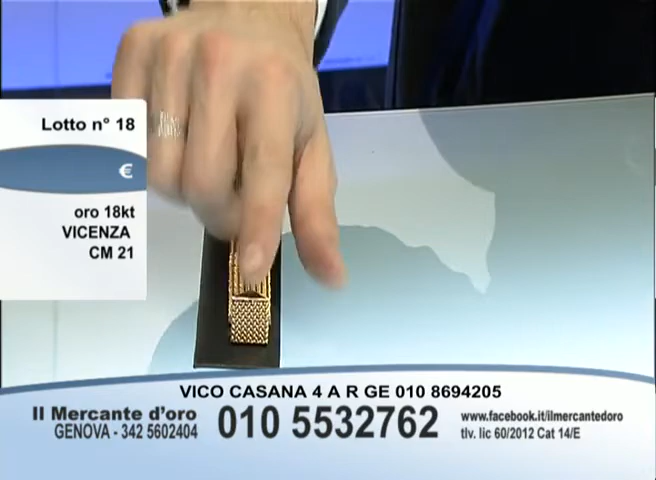 Lotto n° 18
€
oro 18kt
VICENZA
CM 21
VICO CASANA 4 A R GE 010 8694205
Il Mercante d'oro
GENOVA - 342 5602404
010 5532762
www.facebook.it/ilmercantedoro
tlv. lic 60/2012 Cat 14/E